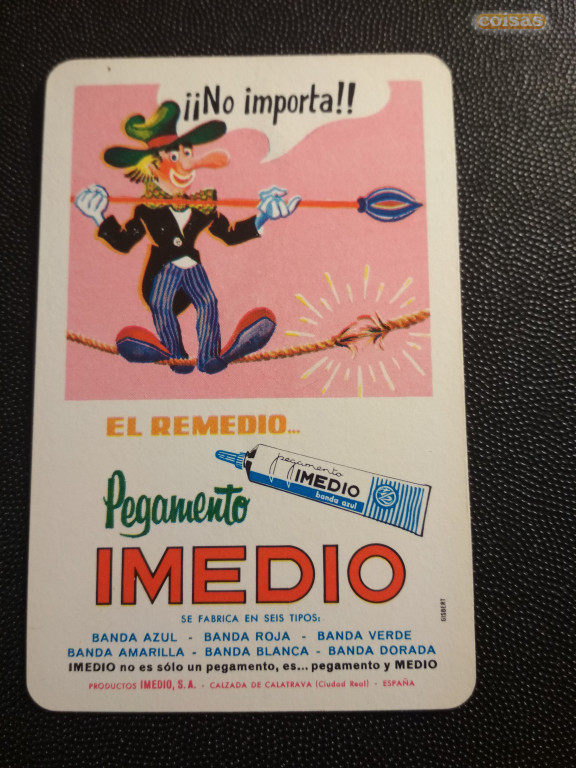 coisas
¡¡No importa!!
EL REMEDIO...
pegamento
IMEDIO
banda azul
Pegamento
IMEDIO
SE FABRICA EN SEIS TIPOS:
BANDA AZUL - BANDA ROJA - BANDA VERDE
BANDA AMARILLA - BANDA BLANCA - BANDA DORADA
IMEDIO no es sólo un pegamento, es... pegamento y MEDIO
PRODUCTOS IMEDIO, S. A. - CALZADA DE CALATRAVA (Ciudad Real) - ESPAÑA
GISBERT